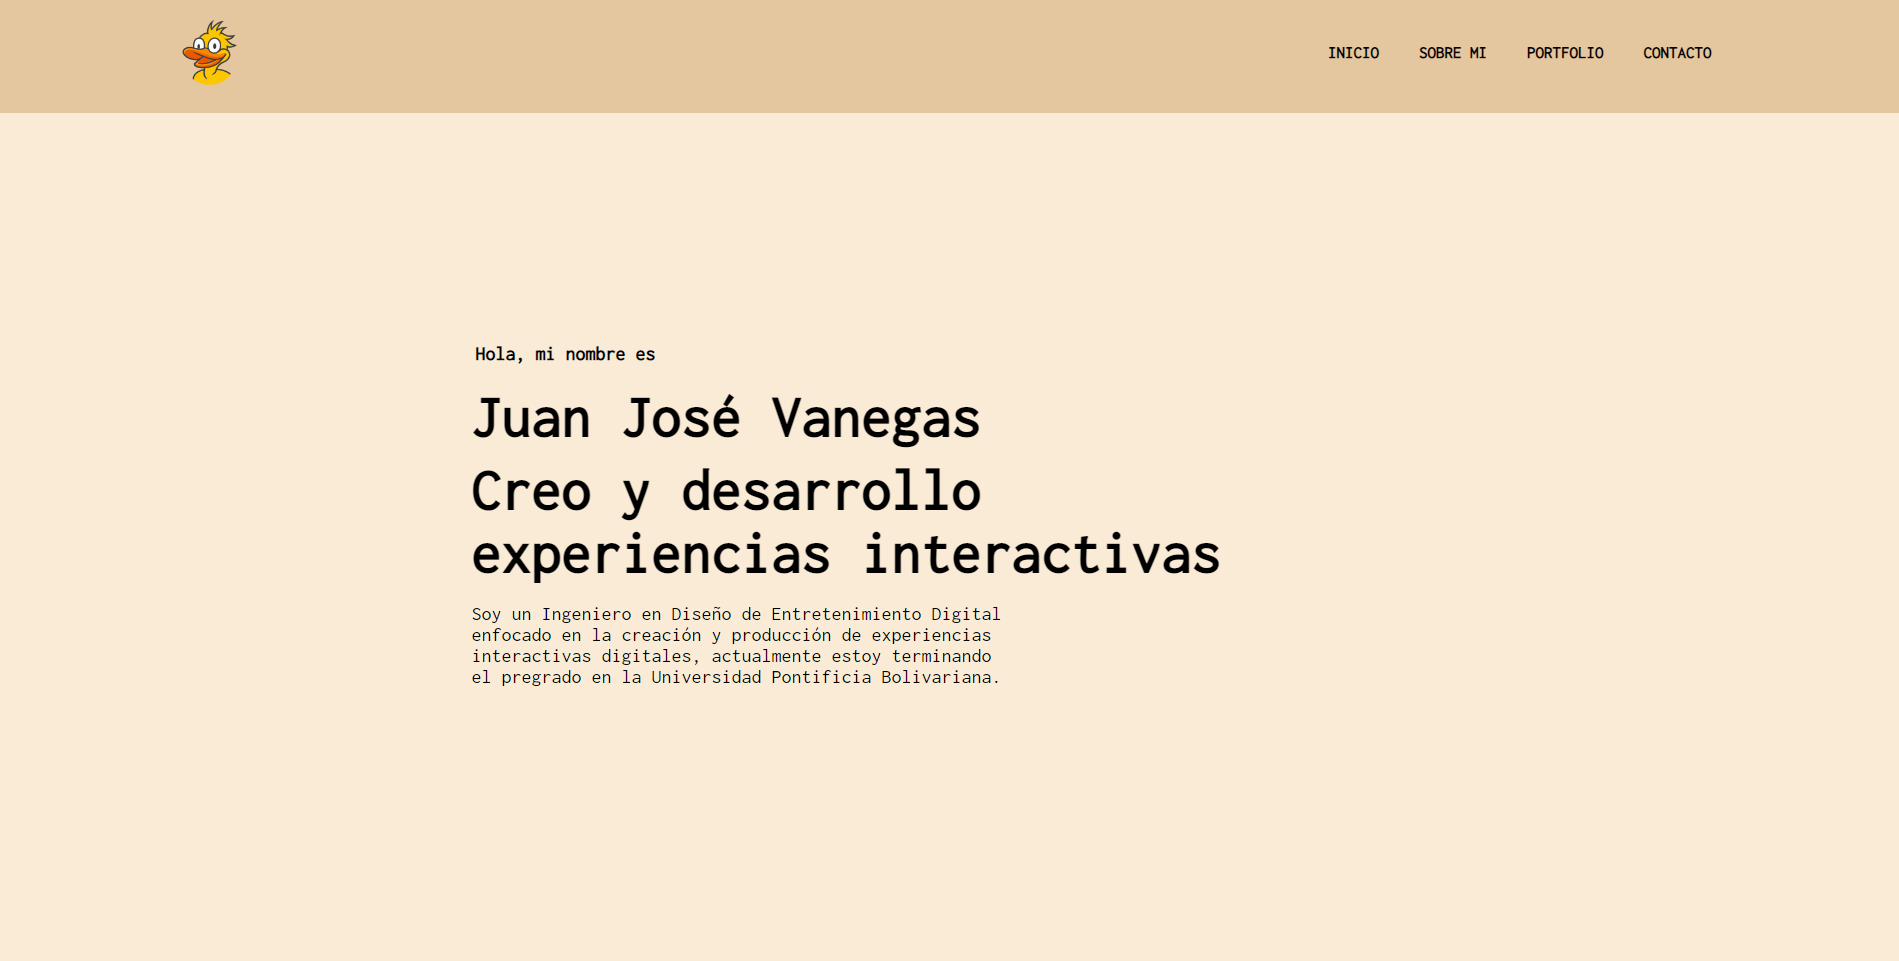 INICIO SOBRE MI PORTFOLIO CONTACTO
Hola, mi nombre es
Juan José Vanegas
Creo y desarrollo
experiencias interactivas
Soy un Ingeniero en Diseño de Entretenimiento Digital
enfocado en la creación y producción de experiencias
interactivas digitales, actualmente estoy terminando
el pregrado en la Universidad Pontificia Bolivariana.